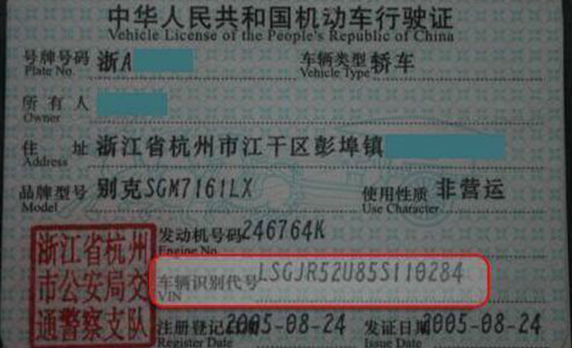 中华人民共和国机动车行驶证
Vehicle License of the People's Republic of China
号牌号码 浙A 车辆类型 轿车
Plate No. Vehicle Type
所有人
Owner
住址 浙江省杭州市江干区彭埠镇
Address
品牌型号 别克SGM7161LX 使用性质 非营运
Model Use Character
发动机号码 246764K
Engine No.
车辆识别代号 LSGJR52U85S110284
VIN
注册登记日期 2005-08-24 发证日期 2005-08-24
Register Date Issue Date
浙江省杭州
市公安局交
通警察支队